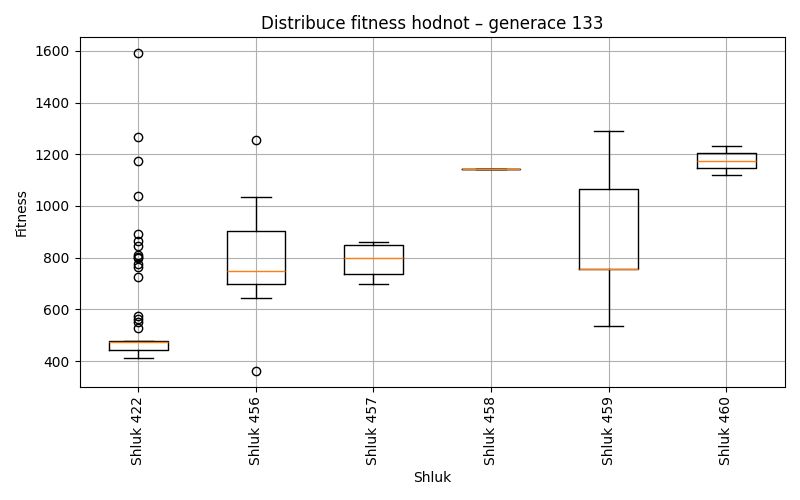 Distribuce fitness hodnot – generace 133
Fitness
1600
1400
1200
1000
800
600
400
Shluk 422
Shluk 456
Shluk 457
Shluk 458
Shluk 459
Shluk 460
Shluk